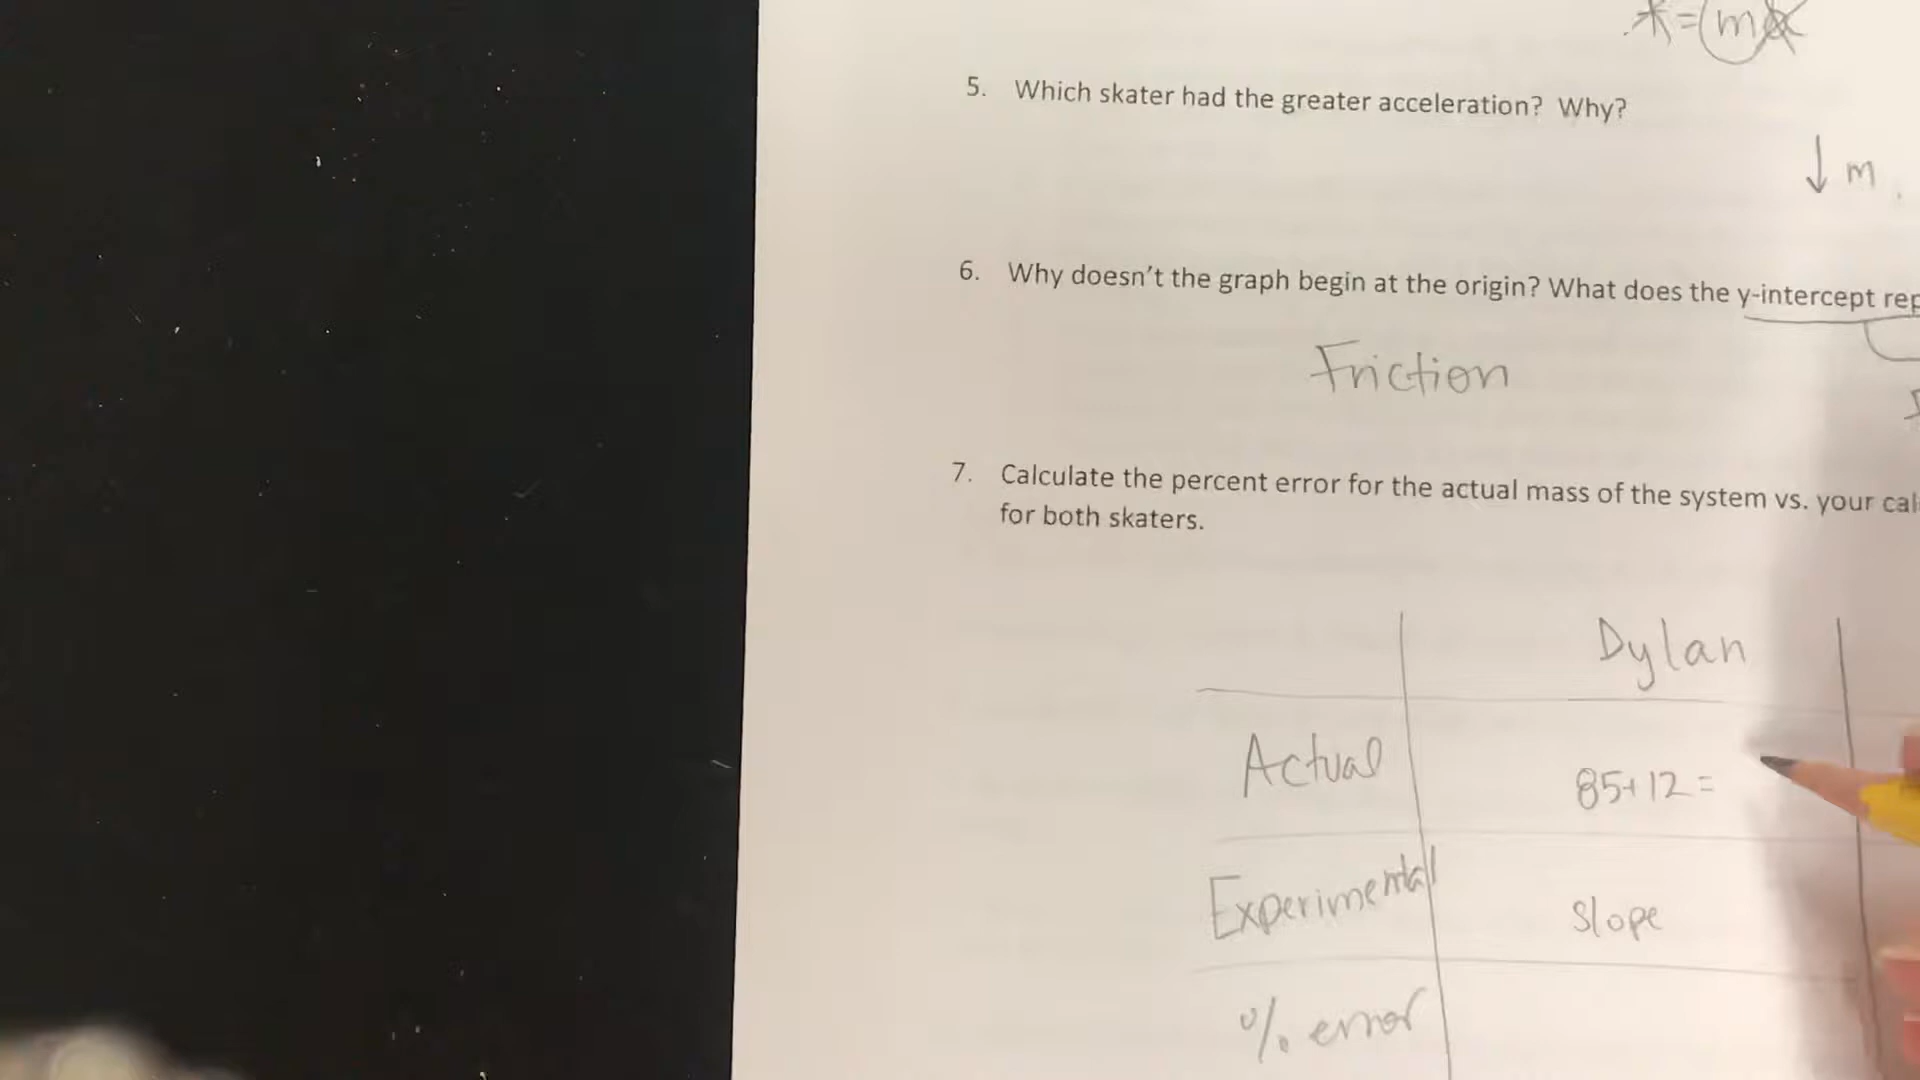 =ma
5. Which skater had the greater acceleration? Why?
↓ m
6. Why doesn't the graph begin at the origin? What does the y-intercept rep
Friction
7. Calculate the percent error for the actual mass of the system vs. your cal
for both skaters.
Dylan
Actual 85+12=
Experimental Slope
% error